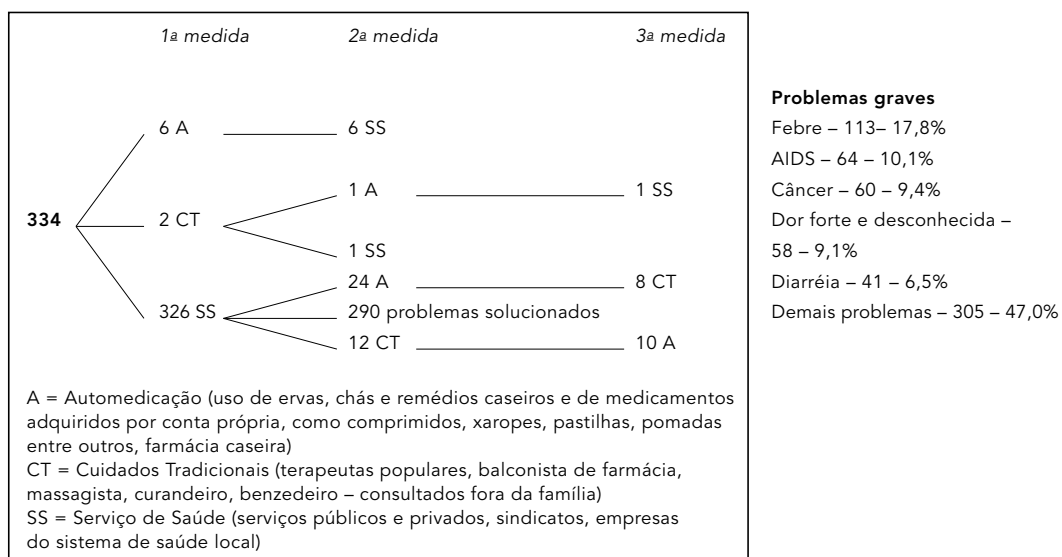 1ª medida 2ª medida 3ª medida
6 A 6 SS
1 A 1 SS
334 2 CT
1 SS
24 A 8 CT
326 SS 290 problemas solucionados
12 CT 10 A
A = Automedicação (uso de ervas, chás e remédios caseiros e de medicamentos
adquiridos por conta própria, como comprimidos, xaropes, pastilhas, pomadas
entre outros, farmácia caseira)
CT = Cuidados Tradicionais (terapeutas populares, balconista de farmácia,
massagista, curandeiro, benzedeiro – consultados fora da família)
SS = Serviço de Saúde (serviços públicos e privados, sindicatos, empresas
do sistema de saúde local)
Problemas graves
Febre – 113– 17,8%
AIDS – 64 – 10,1%
Câncer – 60 – 9,4%
Dor forte e desconhecida –
58 – 9,1%
Diarréia – 41 – 6,5%
Demais problemas – 305 – 47,0%